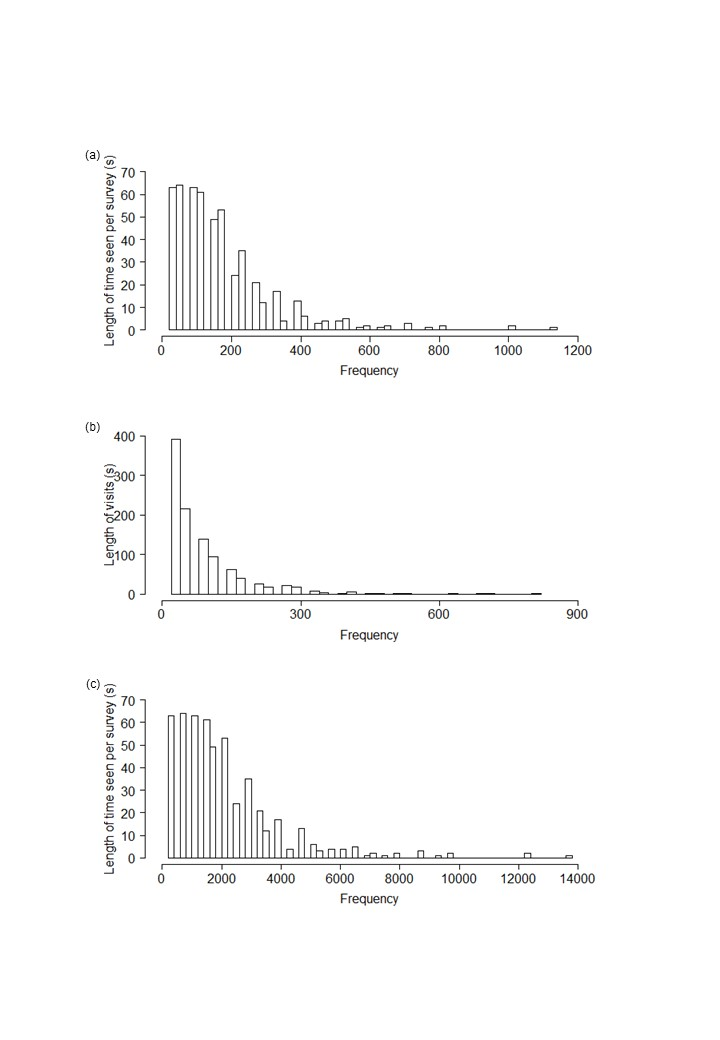 (a)
Length of time seen per survey (s)
70
60
50
40
30
20
10
0
0 200 400 600 800 1000 1200
Frequency
(b)
Length of visits (s)
400
300
200
100
0
0 300 600 900
Frequency
(c)
Length of time seen per survey (s)
70
60
50
40
30
20
10
0
0 2000 4000 6000 8000 10000 12000 14000
Frequency